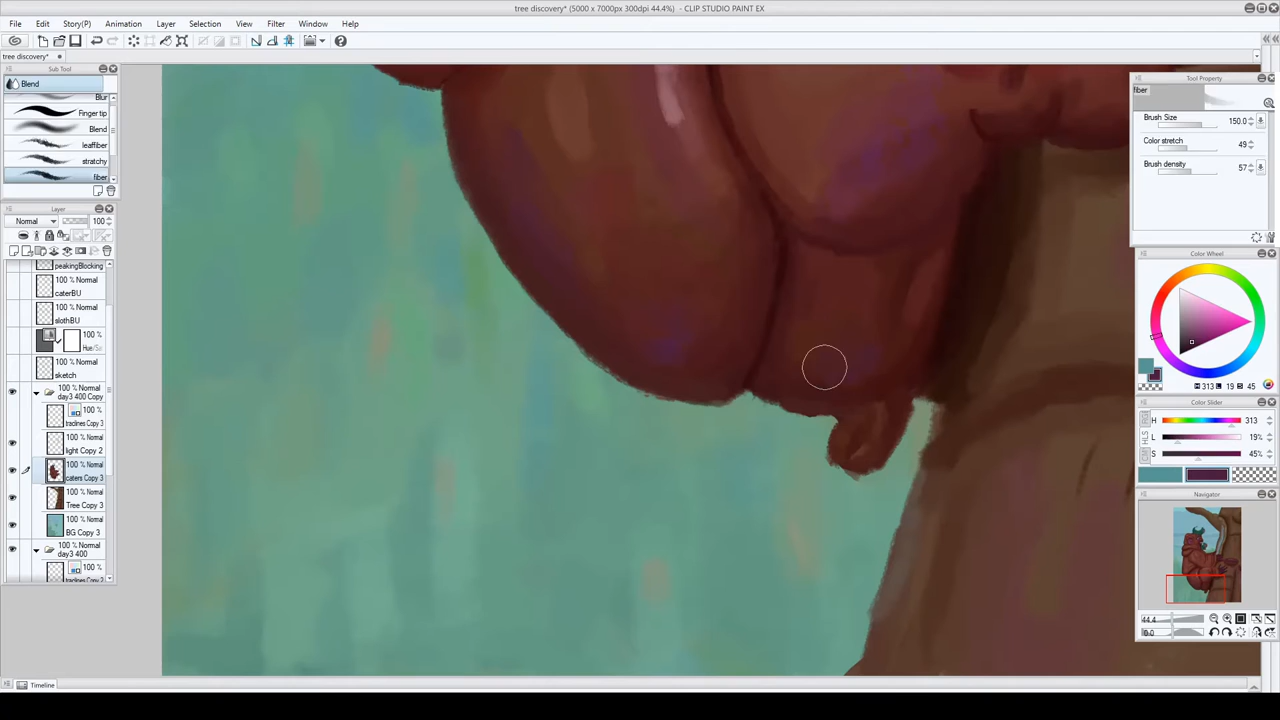 tree discovery* (5000 x 7000px 300dpi 44.4%) - CLIP STUDIO PAINT EX
File Edit Story(P) Animation Layer Selection View Filter Window Help
tree discovery*
Sub Tool
Blend
Blur
Finger tip
Blend
leaffiber
stratchy
fiber
Layer
Normal 100
peakingBlocking
100 % Normal
caterBU
100 % Normal
slothBU
100 %
100 % Normal
sketch
100 % Normal
day3 400 Copy
100 %
traclines Copy 3
100 % Normal
light Copy 2
100 % Normal
caters Copy 3
100 % Normal
Tree Copy 3
100 % Normal
BG Copy 3
100 % Normal
day3 400
100 %
traclines Copy 2
Tool Property
fiber
Brush Size 150.0
Color stretch 49
Brush density 57
Color Wheel
H 313 L 19 S 45
Color Slider
H 313
L 19%
S 45%
Navigator
44.4
0.0
Timeline